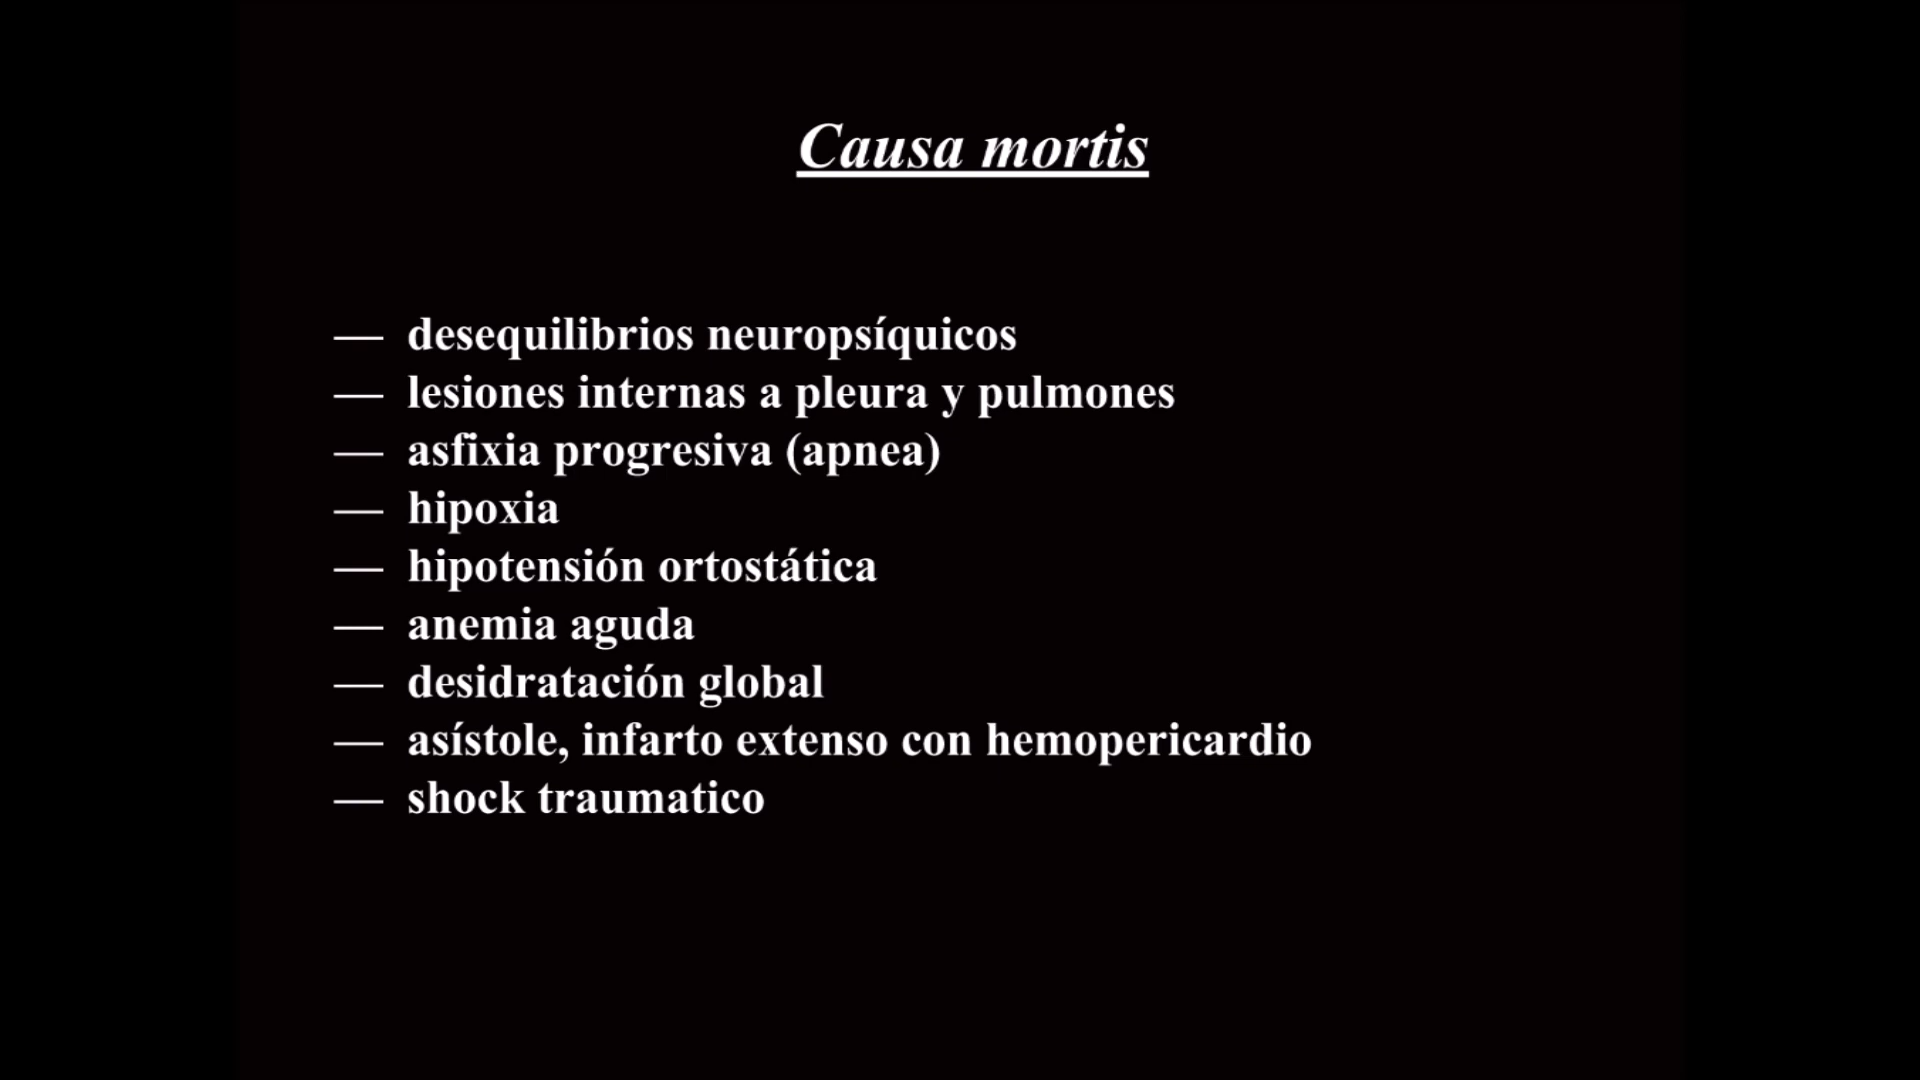 Causa mortis
— desequilibrios neuropsíquicos
— lesiones internas a pleura y pulmones
— asfixia progresiva (apnea)
— hipoxia
— hipotensión ortostática
— anemia aguda
— desidratación global
— asístole, infarto extenso con hemopericardio
— shock traumatico